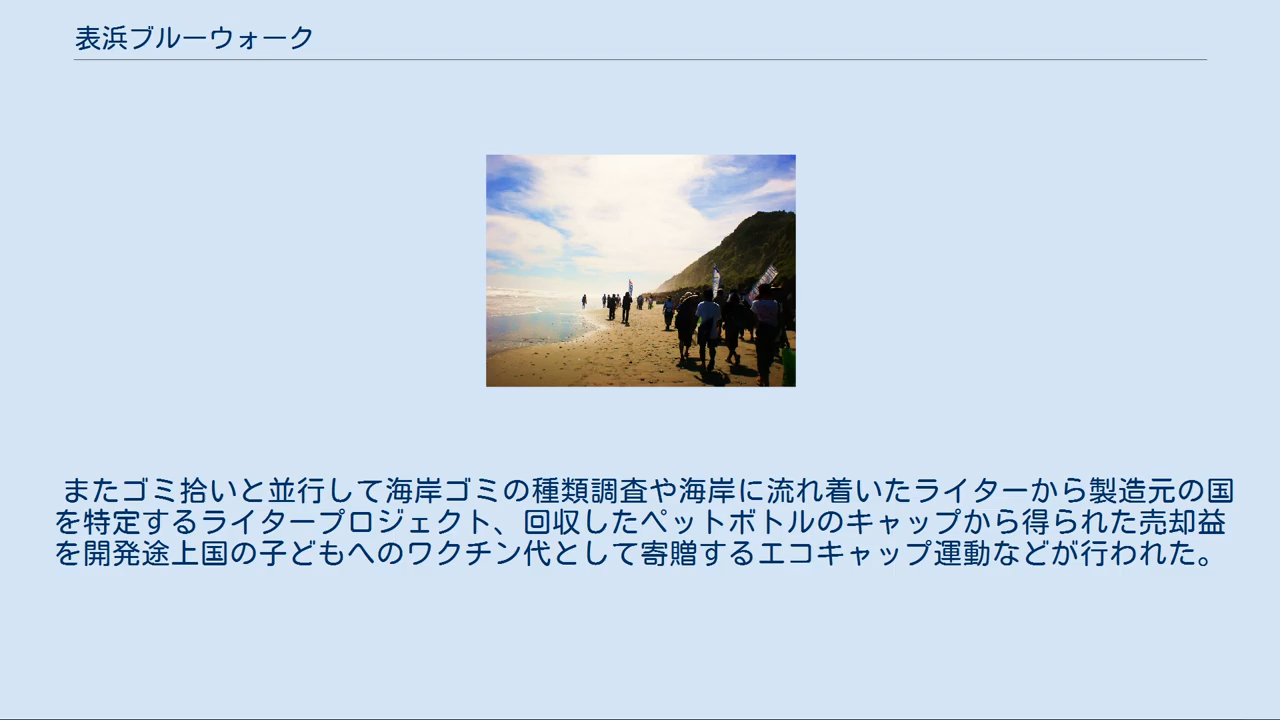 表浜ブルーウォーク
またゴミ拾いと並行して海岸ゴミの種類調査や海岸に流れ着いたライターから製造元の国
を特定するライタープロジェクト、回収したペットボトルのキャップから得られた売却益
を開発途上国の子どもへのワクチン代として寄贈するエコキャップ運動などが行われた。